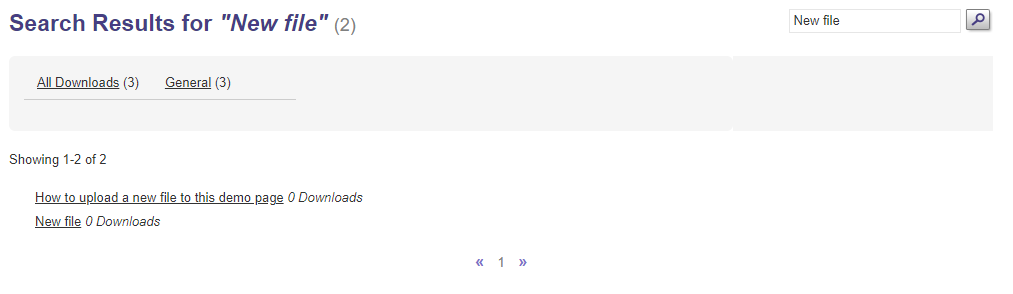 Search Results for "New file" (2)
New file
All Downloads (3) General (3)
Showing 1-2 of 2
How to upload a new file to this demo page 0 Downloads
New file 0 Downloads
« 1 »